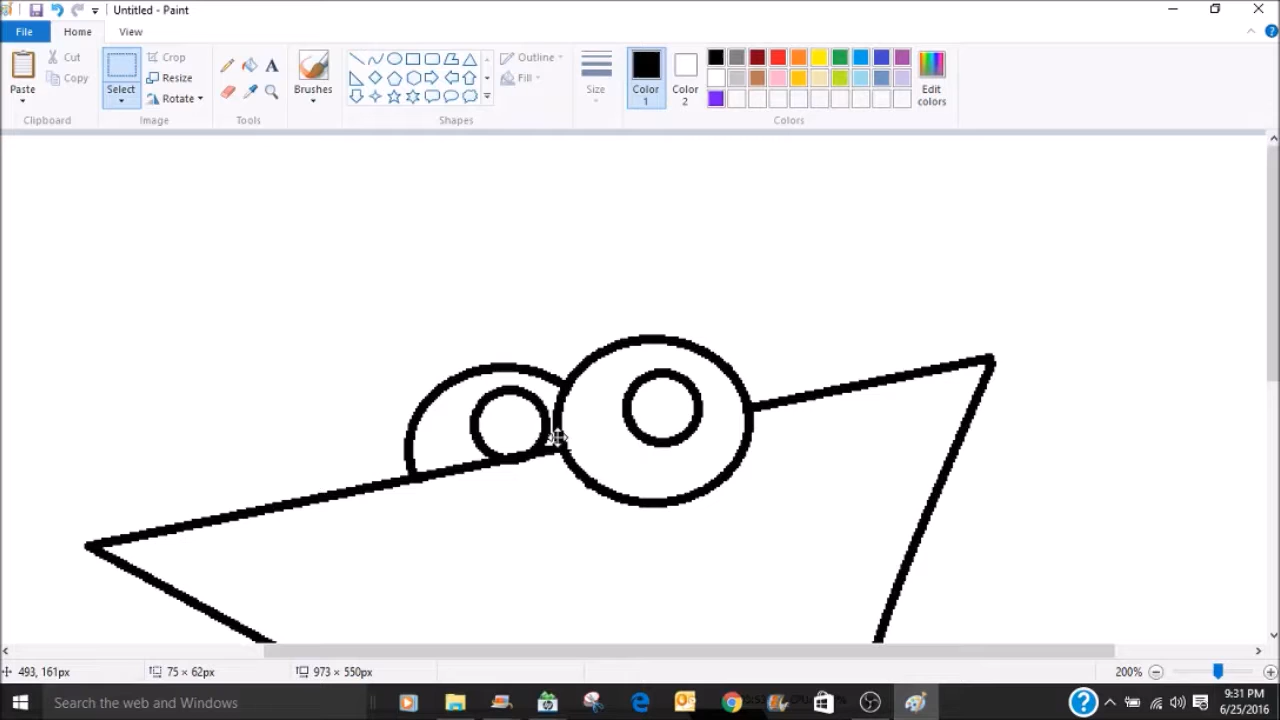 Untitled - Paint
File Home View
Paste
Cut
Copy
Clipboard
Select
Crop
Resize
Rotate
Image
A
Tools
Brushes
Outline
Fill
Shapes
Size
Color 1
Color 2
Edit colors
Colors
493, 161px 75 × 62px 973 × 550px 200%
Search the web and Windows
9:31 PM
6/25/2016